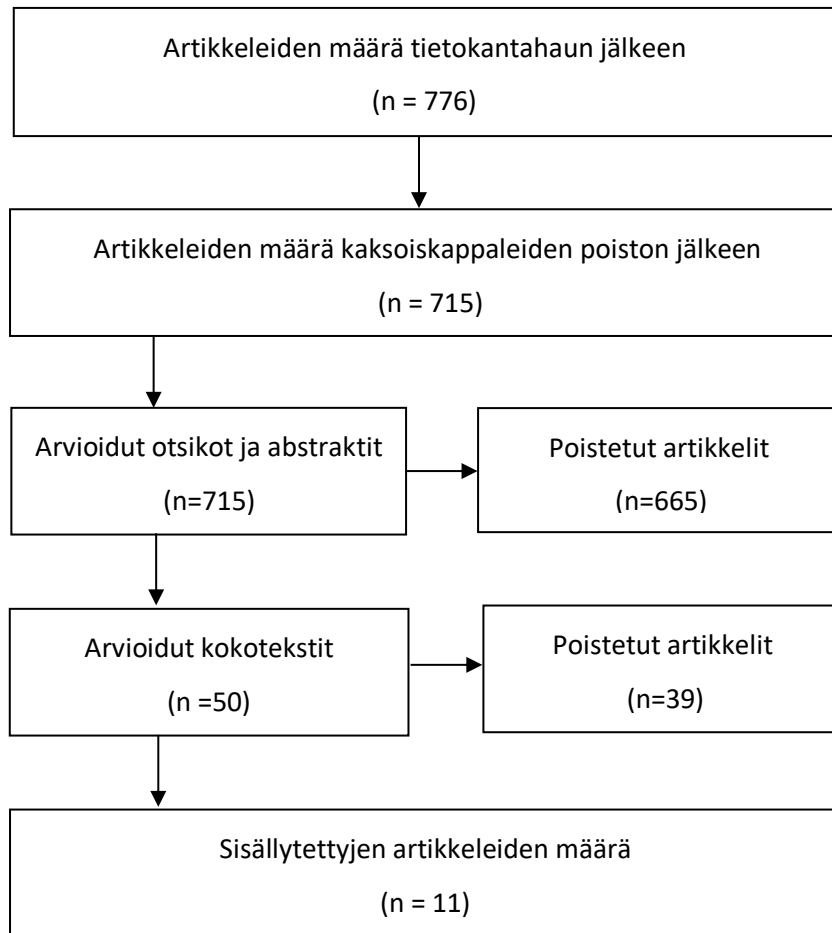 Artikkeleiden määrä tietokantahaun jälkeen
(n = 776)
Artikkeleiden määrä kaksoiskappaleiden poiston jälkeen
(n = 715)
Arvioidut otsikot ja abstraktit
(n=715)
Poistetut artikkelit
(n=665)
Arvioidut kokotekstit
(n =50)
Poistetut artikkelit
(n=39)
Sisällytettyjen artikkeleiden määrä
(n = 11)